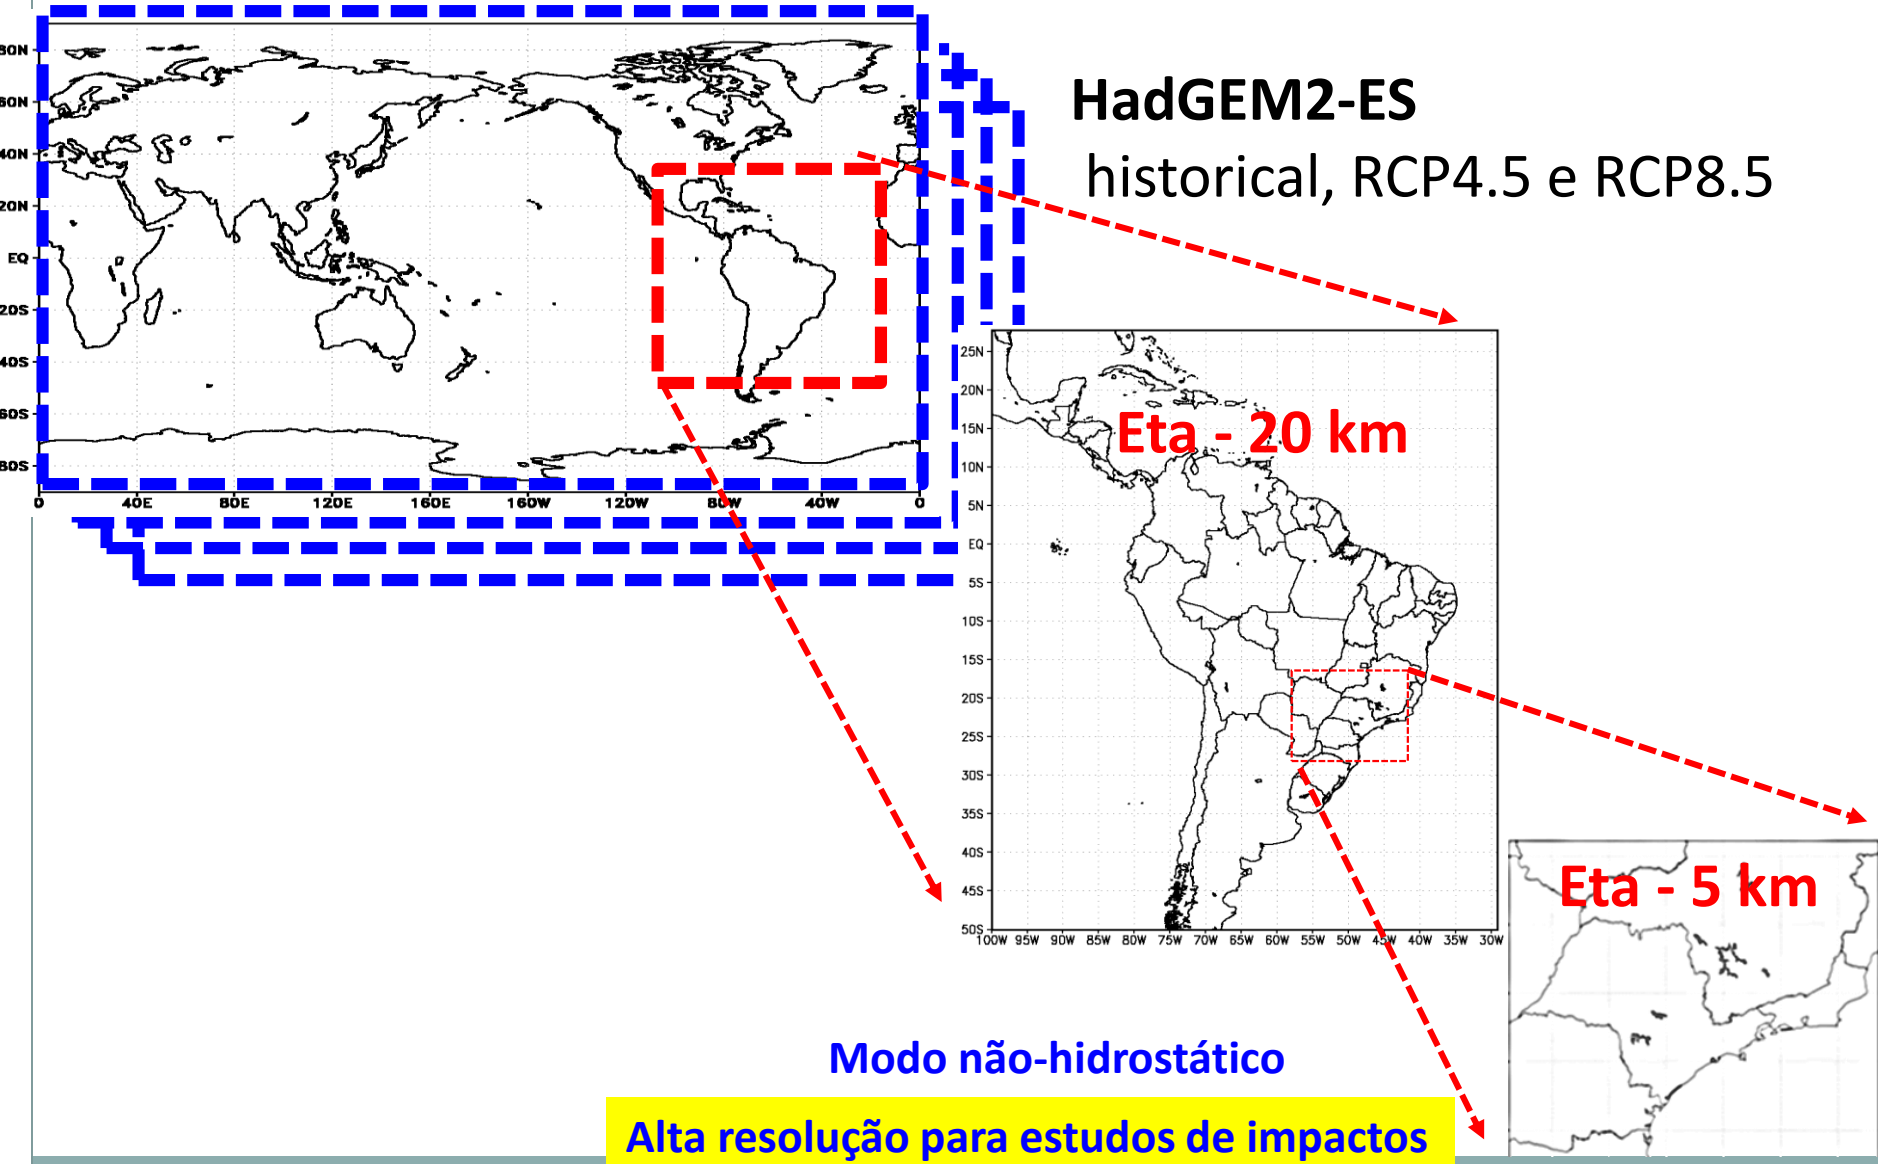 HadGEM2-ES
historical, RCP4.5 e RCP8.5
80N
60N
40N
20N
EQ
20S
40S
60S
80S
0 40E 80E 120E 160E 160W 120W 80W 40W 0
Eta - 20 km
25N
20N
15N
10N
5N
EQ
5S
10S
15S
20S
25S
30S
35S
40S
45S
50S
100W 95W 90W 85W 80W 75W 70W 65W 60W 55W 50W 45W 40W 35W 30W
Eta - 5 km
Modo não-hidrostático
Alta resolução para estudos de impactos